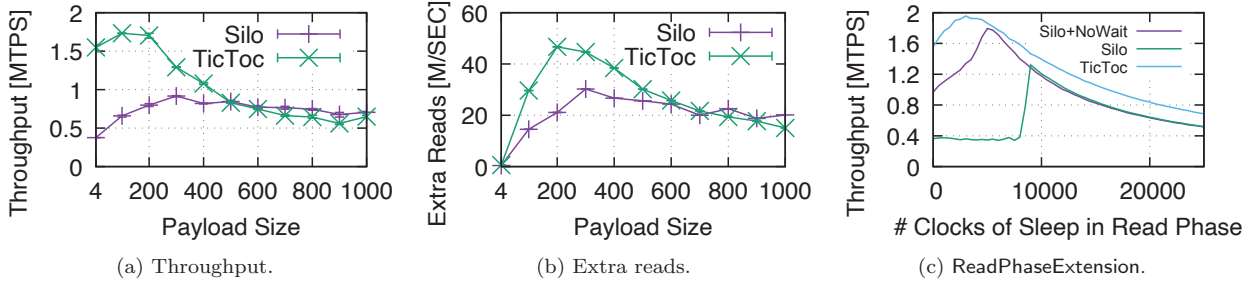 Throughput [MTPS]
2
1.5
1
0.5
0
4 200 400 600 800 1000
Payload Size
Silo
TicToc
(a) Throughput.
Extra Reads [M/SEC]
60
40
20
0
4 200 400 600 800 1000
Payload Size
Silo
TicToc
(b) Extra reads.
Throughput [MTPS]
2
1.6
1.2
0.8
0.4
0
0 10000 20000
# Clocks of Sleep in Read Phase
Silo+NoWait
Silo
TicToc
(c) ReadPhaseExtension.